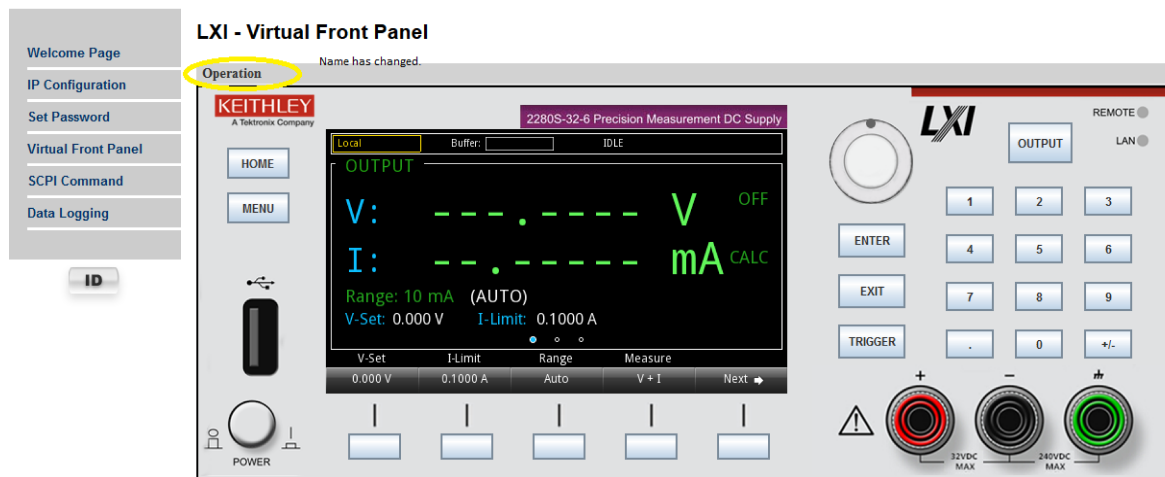 LXI - Virtual Front Panel
Welcome Page
IP Configuration
Set Password
Virtual Front Panel
SCPI Command
Data Logging
ID
Operation
Name has changed.
KEITHLEY
A Tektronix Company
2280S-32-6 Precision Measurement DC Supply
LXI
REMOTE
LAN
OUTPUT
HOME
MENU
Local Buffer: IDLE
OUTPUT
V: ---.---- V OFF
I: --.----- mA CALC
Range: 10 mA (AUTO)
V-Set: 0.000 V I-Limit: 0.1000 A
V-Set I-Limit Range Measure
0.000 V 0.1000 A Auto V + I Next
POWER
ENTER
EXIT
TRIGGER
1 2 3
4 5 6
7 8 9
. 0 +/-
+ −
32VDC
MAX
240VDC
MAX